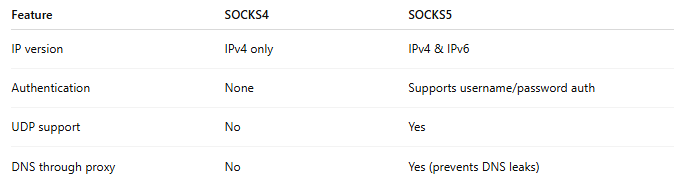 Feature SOCKS4 SOCKS5
IP version IPv4 only IPv4 & IPv6
Authentication None Supports username/password auth
UDP support No Yes
DNS through proxy No Yes (prevents DNS leaks)